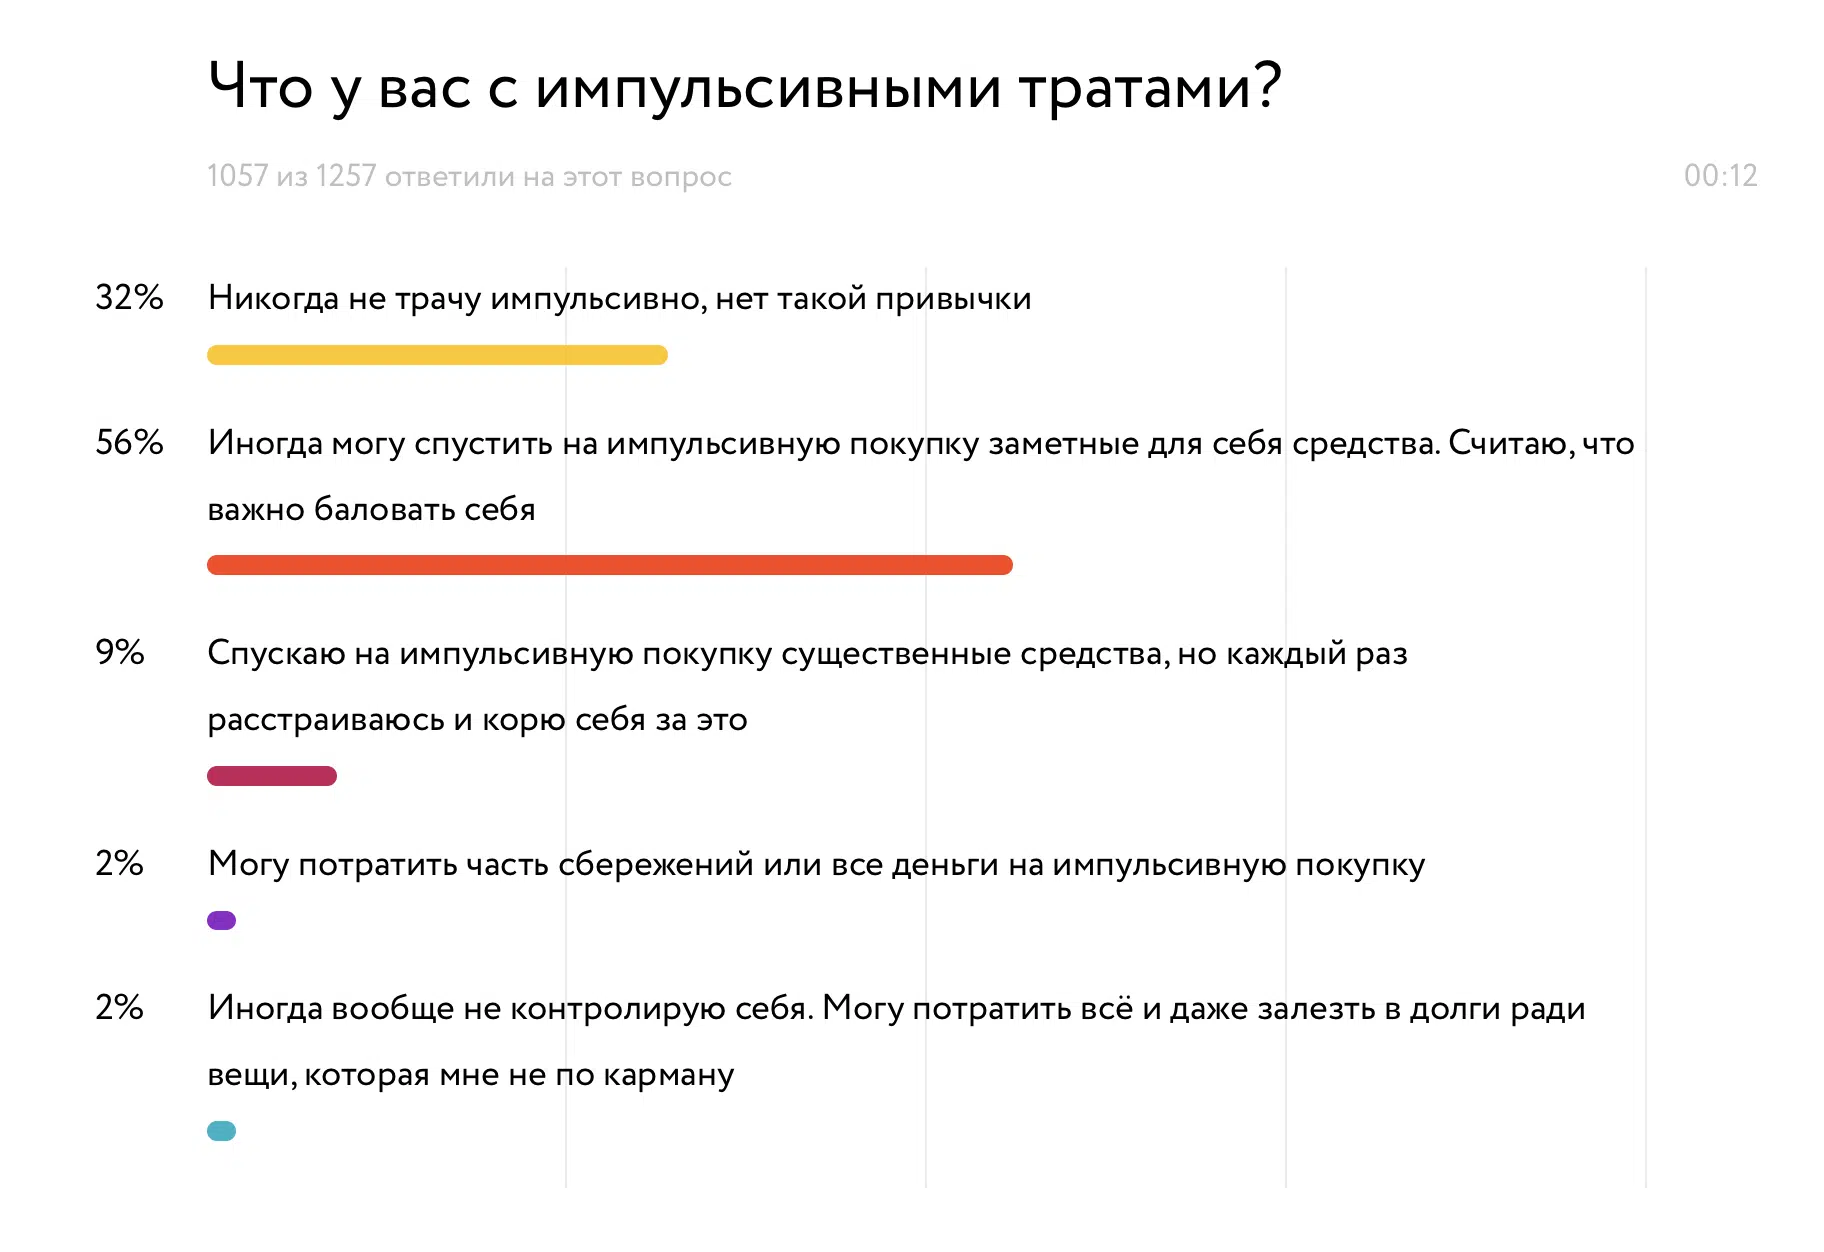 Что у вас с импульсивными тратами?
1057 из 1257 ответили на этот вопрос
00:12
32%
Никогда не трачу импульсивно, нет такой привычки
56%
Иногда могу спустить на импульсивную покупку заметные для себя средства. Считаю, что
важно баловать себя
9%
Спускаю на импульсивную покупку существенные средства, но каждый раз
расстраиваюсь и корю себя за это
2%
Могу потратить часть сбережений или все деньги на импульсивную покупку
2%
Иногда вообще не контролирую себя. Могу потратить всё и даже залезть в долги ради
вещи, которая мне не по карману